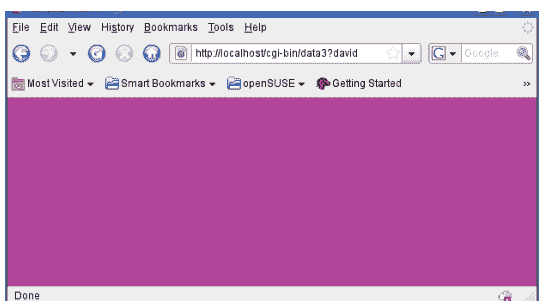 File Edit View History Bookmarks Tools Help
http://localhost/cgi-bin/data3?david G Google
Most Visited Smart Bookmarks openSUSE Getting Started »
Done